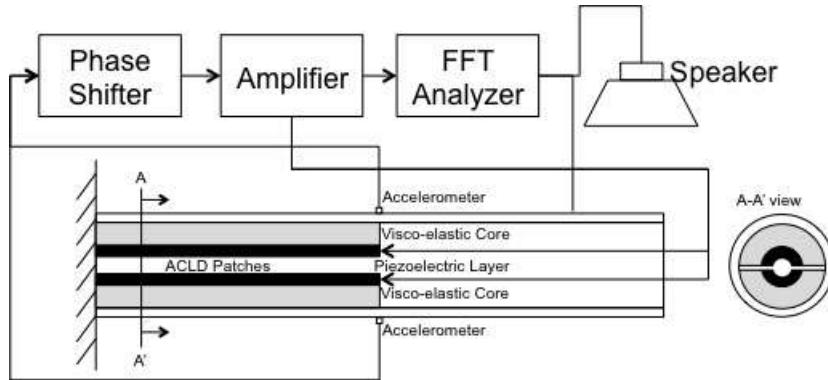 Phase
Shifter
Amplifier
FFT
Analyzer
Speaker
A
Accelerometer
A-A' view
Visco-elastic Core
ACLD Patches
Piezoelectric Layer
Visco-elastic Core
Accelerometer
A'